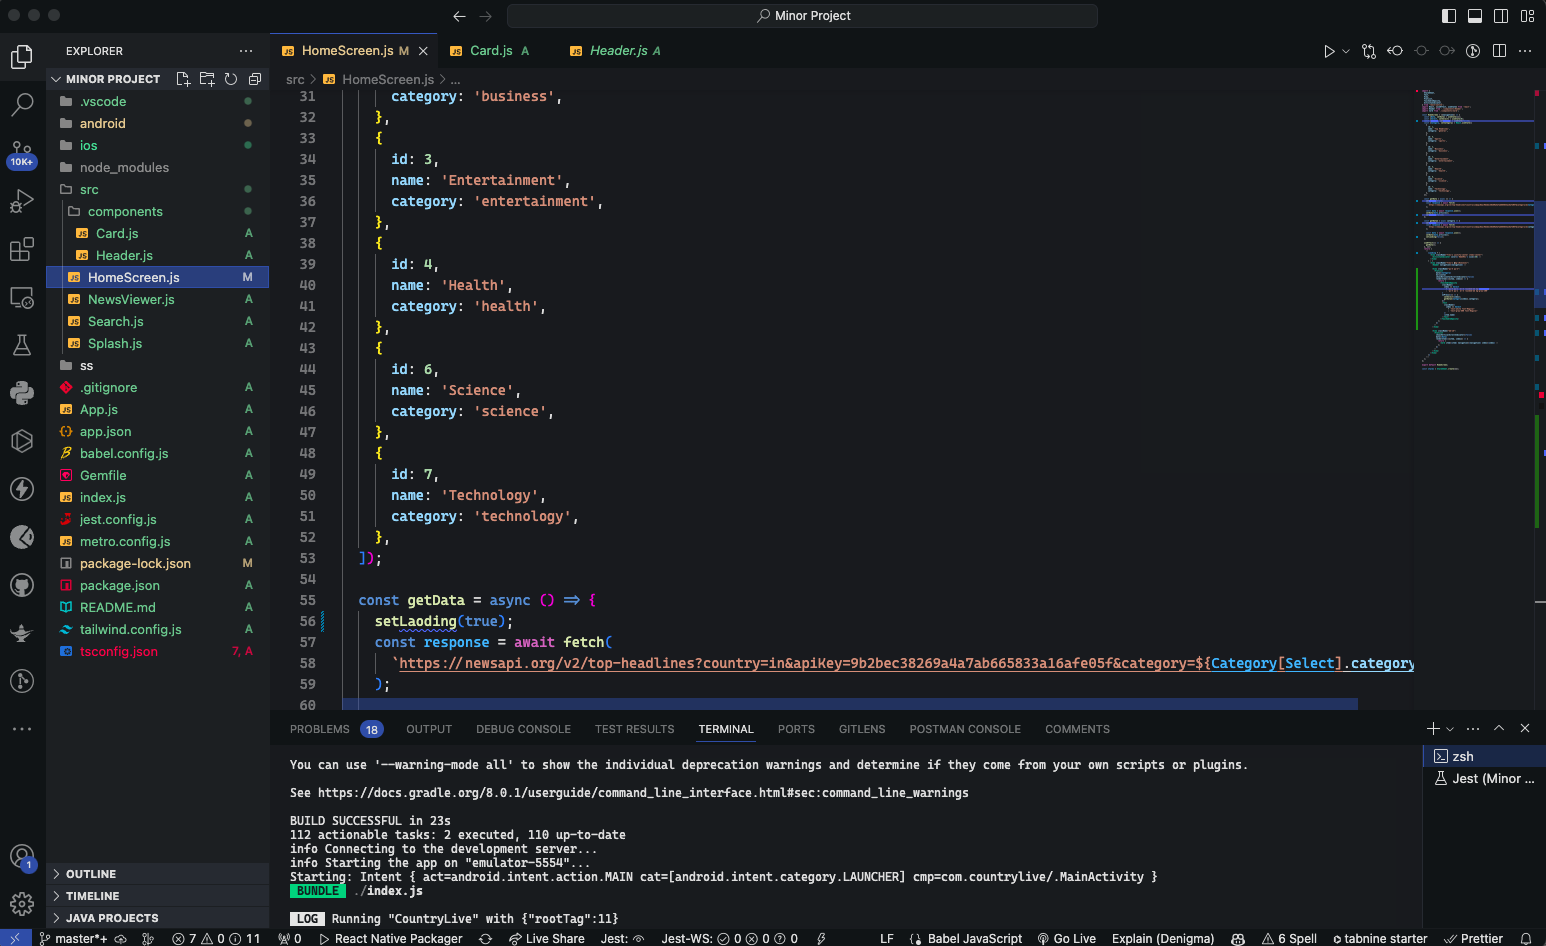 Minor Project
EXPLORER
MINOR PROJECT
.vscode
android
ios
node_modules
src
components
Card.js A
Header.js A
HomeScreen.js M
NewsViewer.js A
Search.js A
Splash.js A
ss
.gitignore A
App.js A
app.json A
babel.config.js A
Gemfile A
index.js A
jest.config.js A
metro.config.js A
package-lock.json M
package.json A
README.md A
tailwind.config.js A
tsconfig.json 7, A
OUTLINE
TIMELINE
JAVA PROJECTS
10K+
1
HomeScreen.js M
Card.js A
Header.js A
src > HomeScreen.js > ...
31 category: 'business',
32 },
33 {
34 id: 3,
35 name: 'Entertainment',
36 category: 'entertainment',
37 },
38 {
39 id: 4,
40 name: 'Health',
41 category: 'health',
42 },
43 {
44 id: 6,
45 name: 'Science',
46 category: 'science',
47 },
48 {
49 id: 7,
50 name: 'Technology',
51 category: 'technology',
52 },
53 ]);
54
55 const getData = async () => {
56 setLaoding(true);
57 const response = await fetch(
58 `https://newsapi.org/v2/top-headlines?country=in&apiKey=9b2bec38269a4a7ab665833a16afe05f&category=${Category[Select].category
59 );
60
PROBLEMS 18 OUTPUT DEBUG CONSOLE TEST RESULTS TERMINAL PORTS GITLENS POSTMAN CONSOLE COMMENTS
You can use '--warning-mode all' to show the individual deprecation warnings and determine if they come from your own scripts or plugins.
See https://docs.gradle.org/8.0.1/userguide/command_line_interface.html#sec:command_line_warnings
BUILD SUCCESSFUL in 23s
112 actionable tasks: 2 executed, 110 up-to-date
info Connecting to the development server...
info Starting the app on "emulator-5554"...
Starting: Intent { act=android.intent.action.MAIN cat=[android.intent.category.LAUNCHER] cmp=com.countrylive/.MainActivity }
BUNDLE ./index.js
LOG Running "CountryLive" with {"rootTag":11}
zsh
Jest (Minor ...
master*+ 7 0 11 0 React Native Packager Live Share Jest: Jest-WS: 0 0 0 LF Babel JavaScript Go Live Explain (Denigma) 6 Spell tabnine starter Prettier